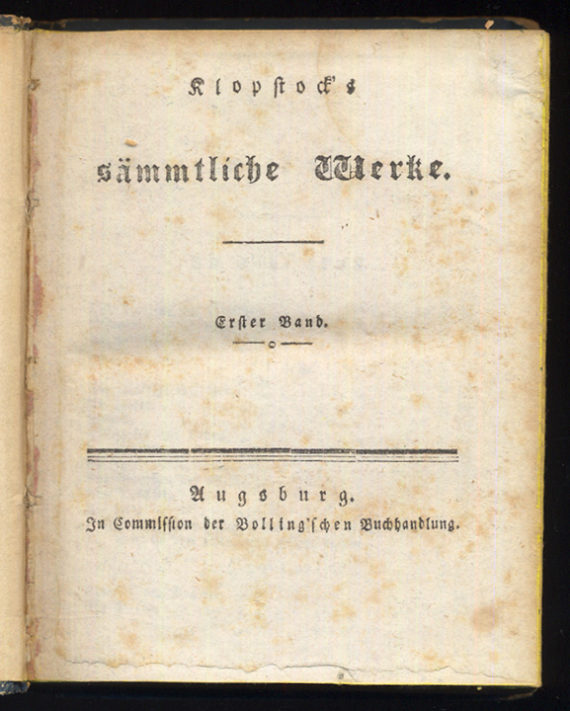 Klopstock's
sämmtliche Werke.
Erster Band.
Augsburg.
In Commission der Bolling'schen Buchhandlung.